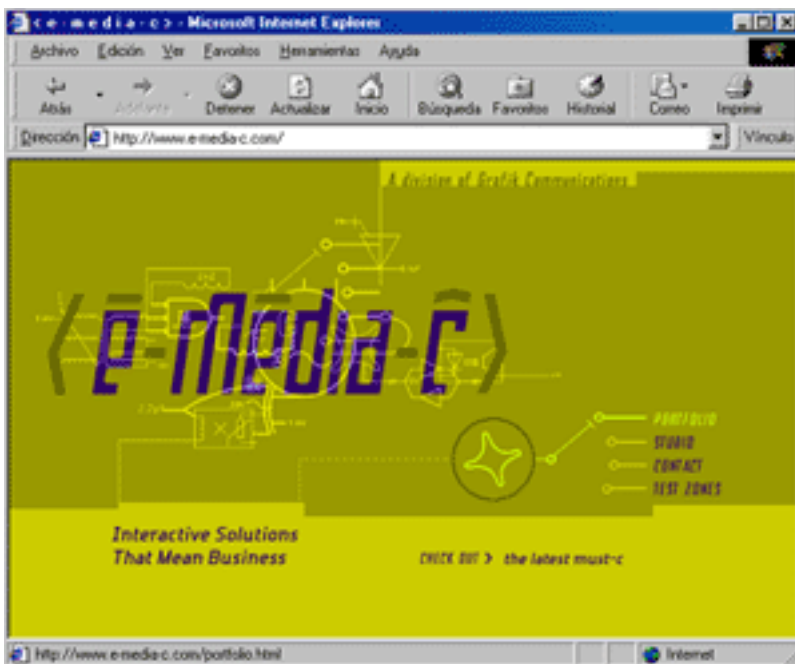 < e - m e d i a - c > - Microsoft Internet Explorer
Archivo Edición Ver Favoritos Herramientas Ayuda
Atrás Adelante Detener Actualizar Inicio Búsqueda Favoritos Historial Correo Imprimir
Dirección http://www.e-media-c.com/ Vínculo
A division of Grafik Communications
<e-media-c>
PORTFOLIO
STUDIO
CONTACT
TEST ZONES
Interactive Solutions
That Mean Business
CHECK OUT > the latest must-c
http://www.e-media-c.com/portfolio.html Internet